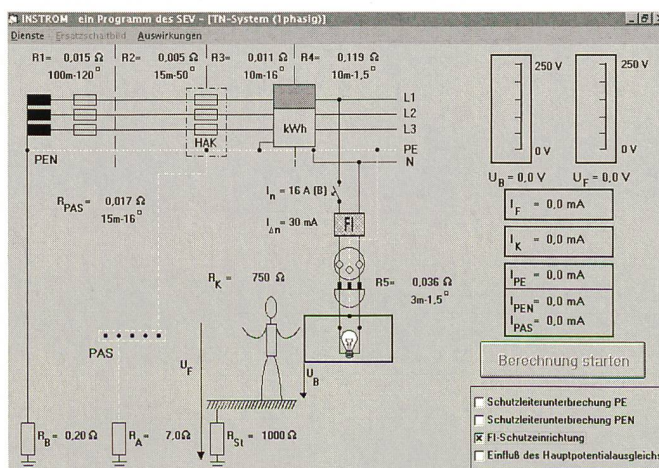 INSTROM ein Programm des SEV - [TN-System (1phasig)]
Dienste Ersatzschaltbild Auswirkungen
R1= 0,015 Ω R2= 0,005 Ω R3= 0,011 Ω R4= 0,119 Ω
100m-120□ 15m-50□ 10m-16□ 10m-1,5□
250 V 250 V
L1
L2
L3
HAK
kWh
PEN
PE
N
0 V 0 V
U_B = 0,0 V U_F = 0,0 V
R_PAS= 0,017 Ω
15m-16□
I_n = 16 A (B)
I_Δn = 30 mA
FI
I_F = 0,0 mA
I_K = 0,0 mA
I_PE = 0,0 mA
I_PEN = 0,0 mA
I_PAS= 0,0 mA
R_K = 750 Ω
R5= 0,036 Ω
3m-1,5□
PAS
U_F
U_B
Berechnung starten
Schutzleiterunterbrechung PE
Schutzleiterunterbrechung PEN
FI-Schutzeinrichtung
Einfluß des Hauptpotentialausgleichs
R_B = 0,20 Ω R_A = 7,0 Ω R_St = 1000 Ω